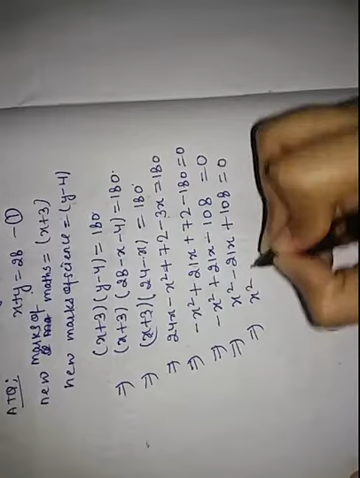 ATQ;
x+y=28 - ①
new marks of maths = (x+3)
new marks of science = (y-4)
(x+3)(y-4) = 180
⇒ (x+3)(28-x-4) = 180
⇒ (x+3)(24-x) = 180
⇒ 24x-x²+72-3x = 180
⇒ -x²+21x+72-180=0
⇒ -x²+21x-108 = 0
⇒ x²-21x+108 = 0
⇒ x²